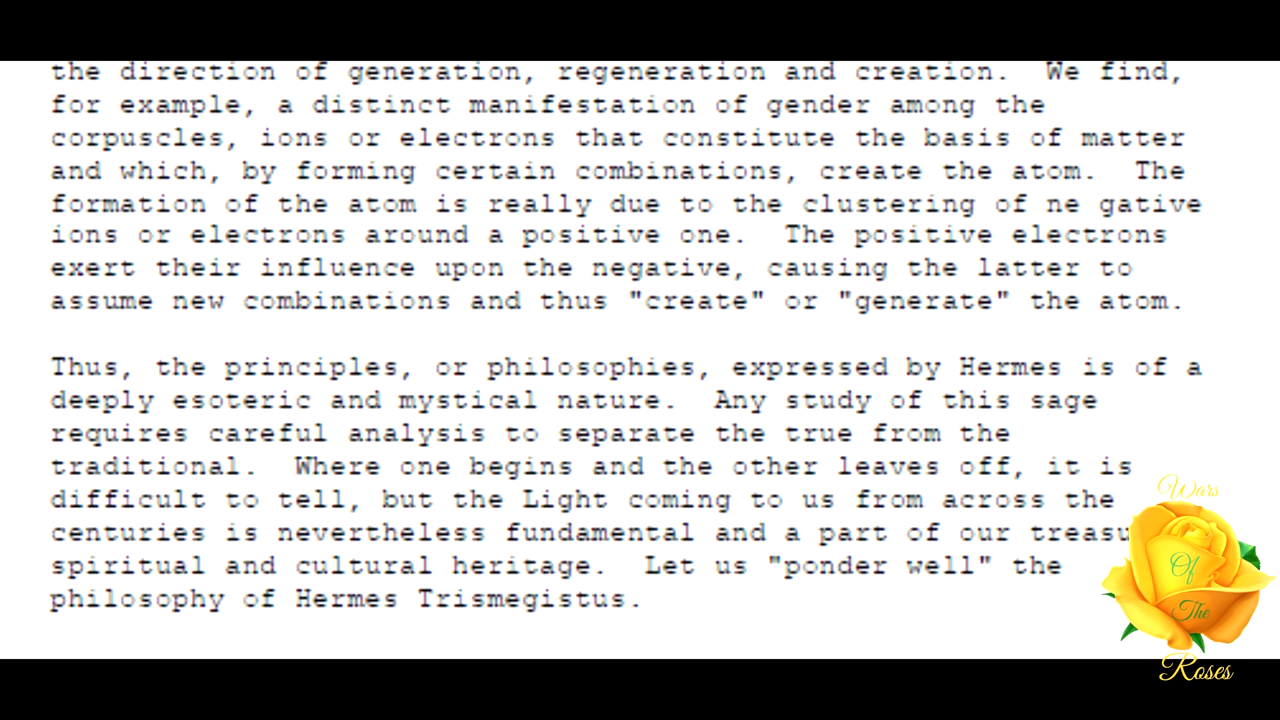 the direction of generation, regeneration and creation. We find,
for example, a distinct manifestation of gender among the
corpuscles, ions or electrons that constitute the basis of matter
and which, by forming certain combinations, create the atom. The
formation of the atom is really due to the clustering of ne gative
ions or electrons around a positive one. The positive electrons
exert their influence upon the negative, causing the latter to
assume new combinations and thus "create" or "generate" the atom.
Thus, the principles, or philosophies, expressed by Hermes is of a
deeply esoteric and mystical nature. Any study of this sage
requires careful analysis to separate the true from the
traditional. Where one begins and the other leaves off, it is
difficult to tell, but the Light coming to us from across the
centuries is nevertheless fundamental and a part of our treasu
spiritual and cultural heritage. Let us "ponder well" the
philosophy of Hermes Trismegistus.
Wars
Of
The
Roses